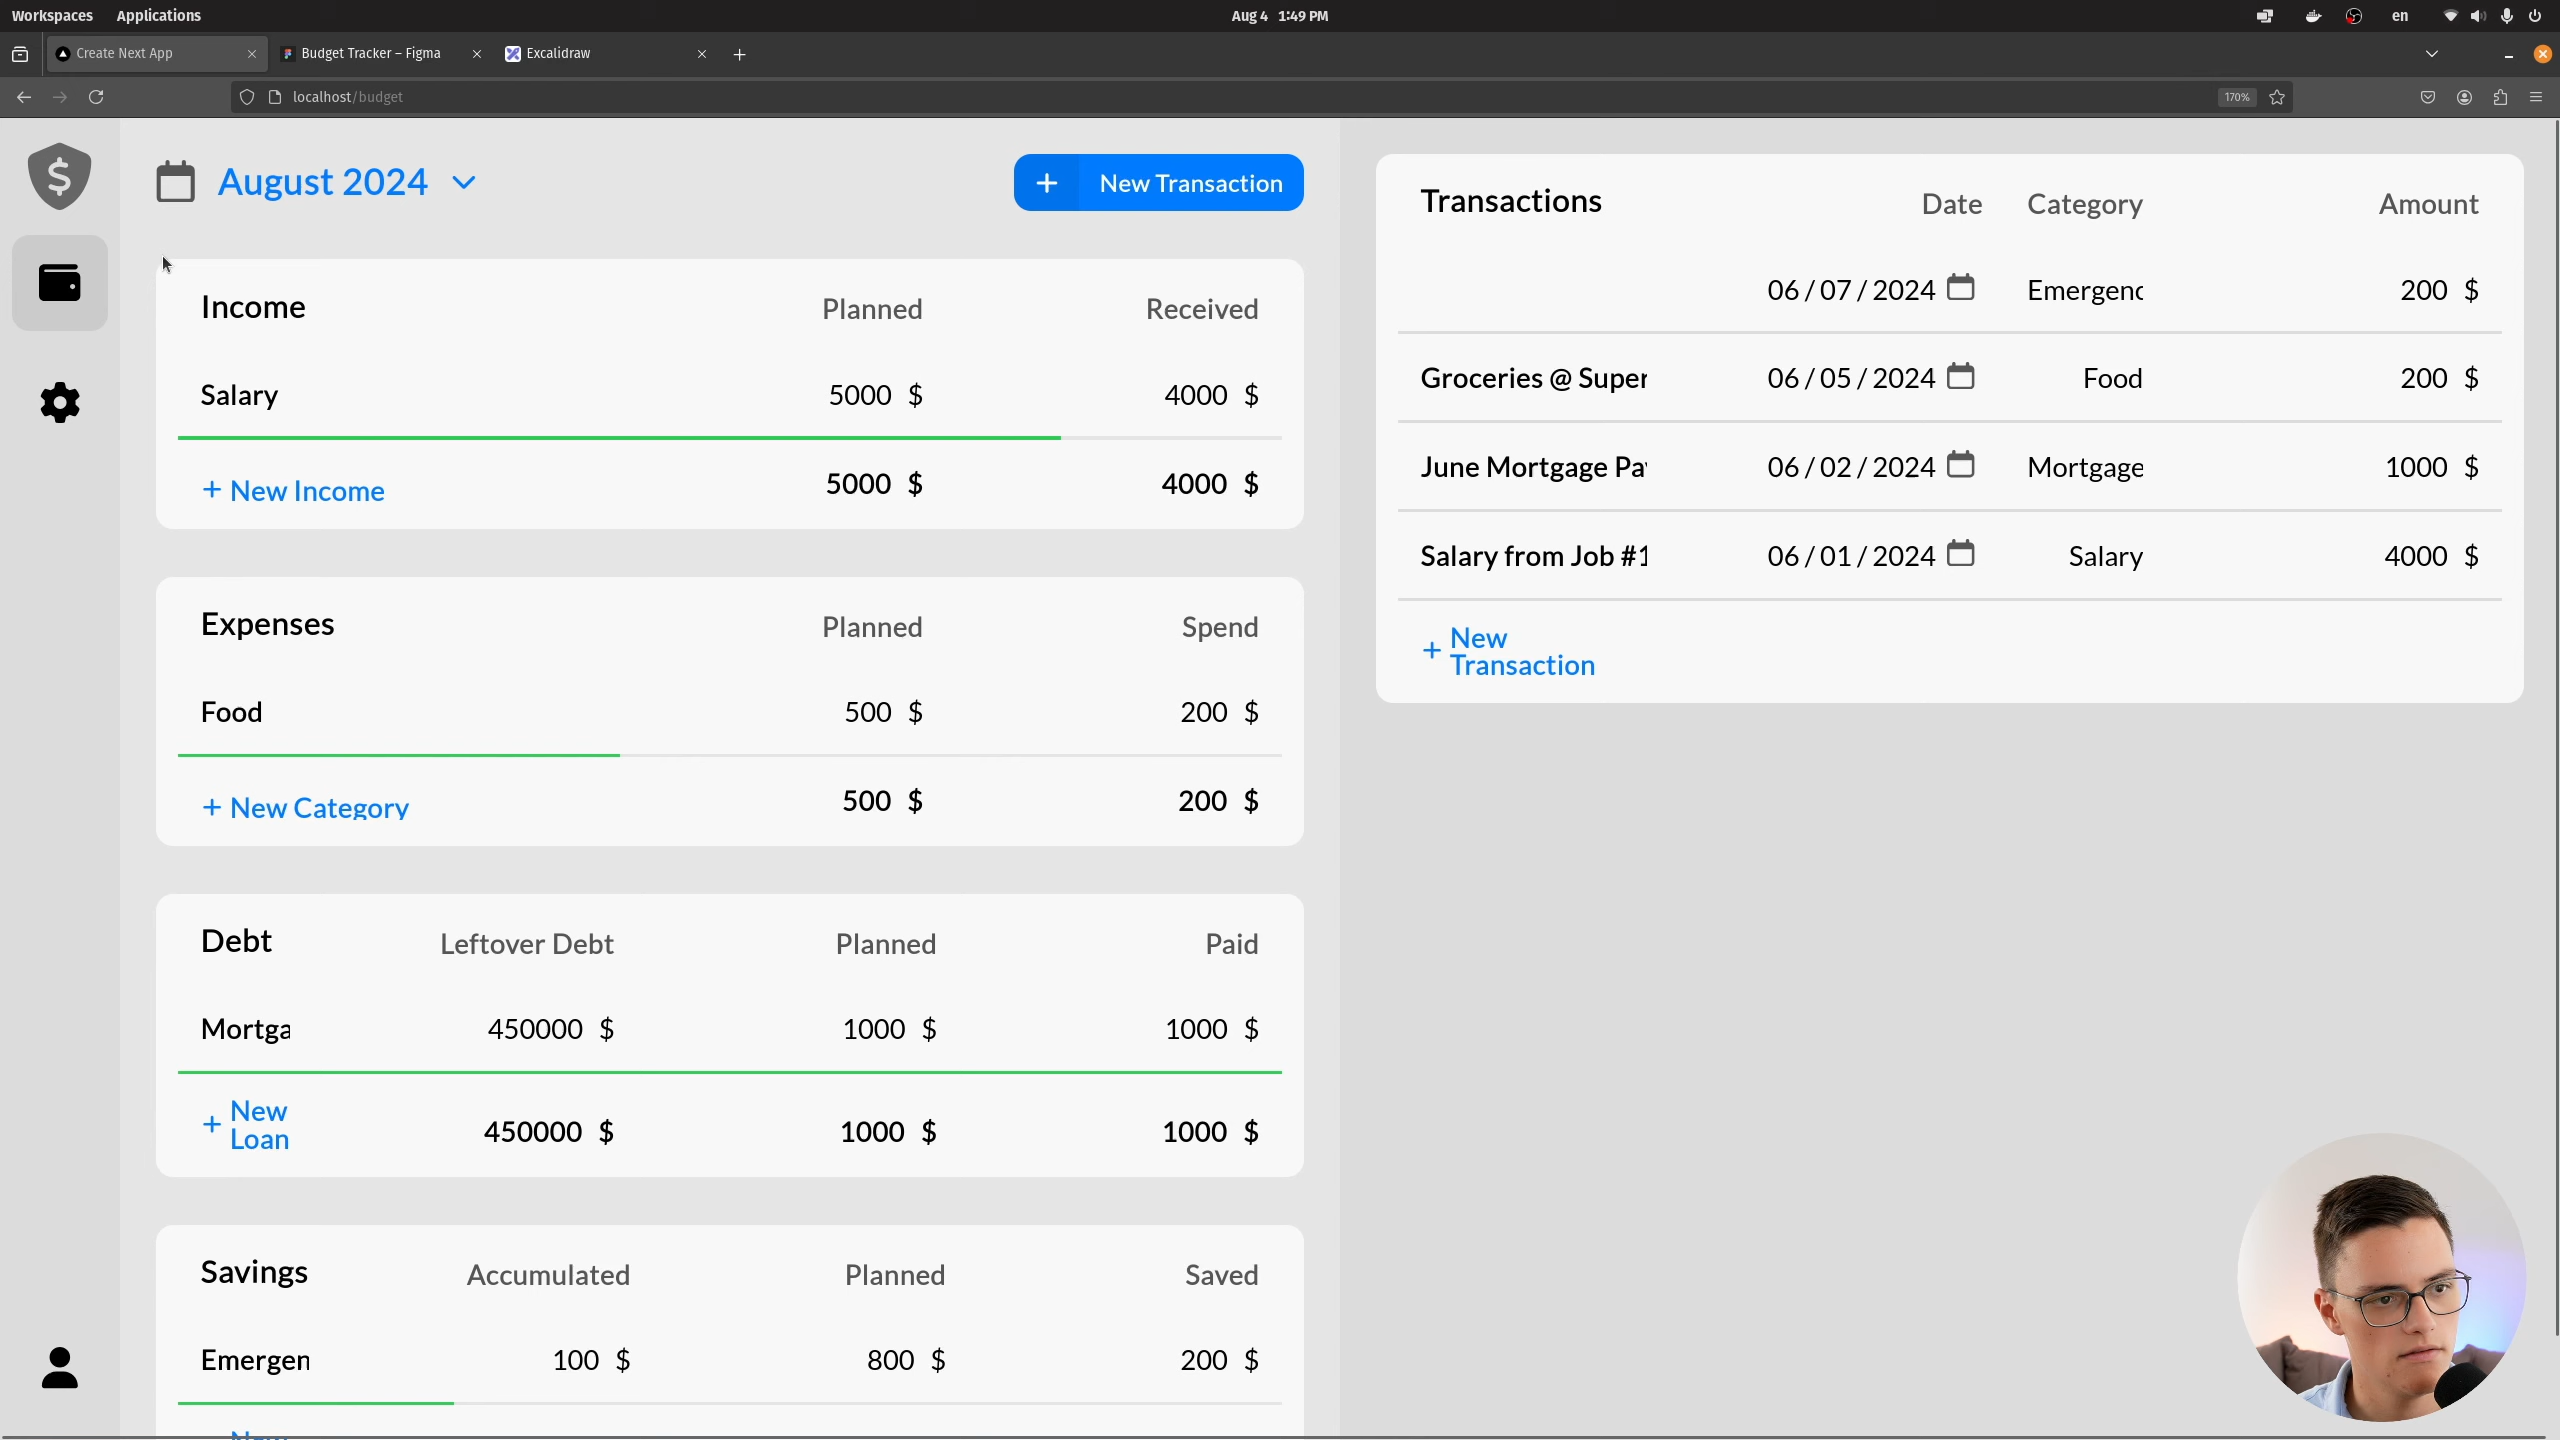 Workspaces Applications Aug 4 1:49 PM en
Create Next App Budget Tracker – Figma Excalidraw
localhost/budget 170%
August 2024 + New Transaction
Income Planned Received
Salary 5000 $ 4000 $
+ New Income 5000 $ 4000 $
Expenses Planned Spend
Food 500 $ 200 $
+ New Category 500 $ 200 $
Debt Leftover Debt Planned Paid
Mortga 450000 $ 1000 $ 1000 $
+ New
Loan 450000 $ 1000 $ 1000 $
Savings Accumulated Planned Saved
Emergen 100 $ 800 $ 200 $
Transactions Date Category Amount
06/07/2024 Emergenc 200 $
Groceries @ Super 06/05/2024 Food 200 $
June Mortgage Pay 06/02/2024 Mortgage 1000 $
Salary from Job #1 06/01/2024 Salary 4000 $
+ New
Transaction